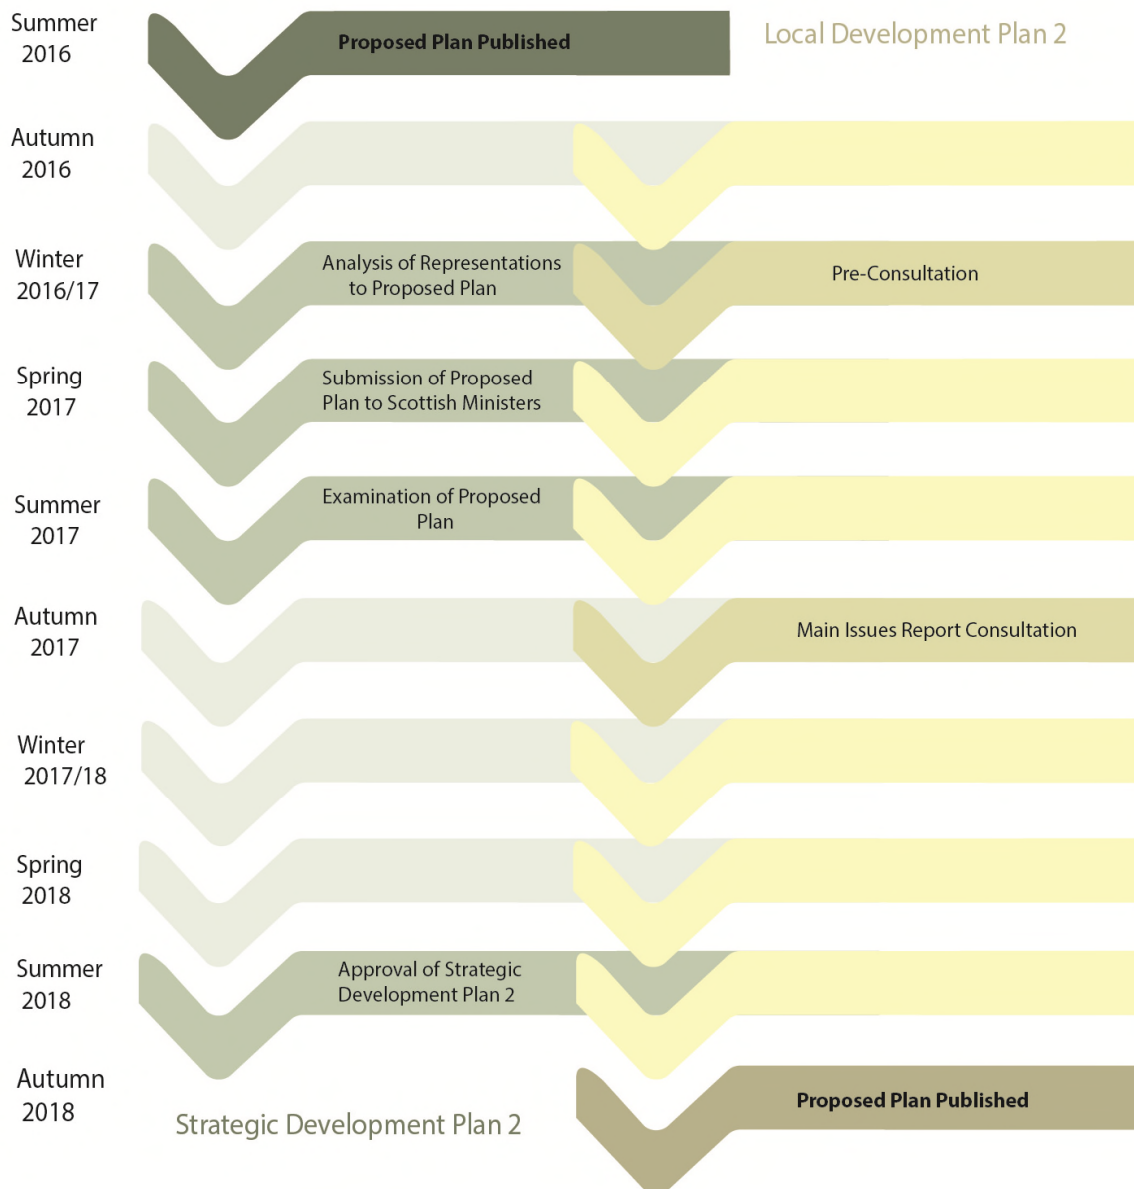 Summer
2016
Proposed Plan Published
Local Development Plan 2
Autumn
2016
Winter
2016/17
Analysis of Representations
to Proposed Plan
Pre-Consultation
Spring
2017
Submission of Proposed
Plan to Scottish Ministers
Summer
2017
Examination of Proposed
Plan
Autumn
2017
Main Issues Report Consultation
Winter
2017/18
Spring
2018
Summer
2018
Approval of Strategic
Development Plan 2
Autumn
2018
Proposed Plan Published
Strategic Development Plan 2